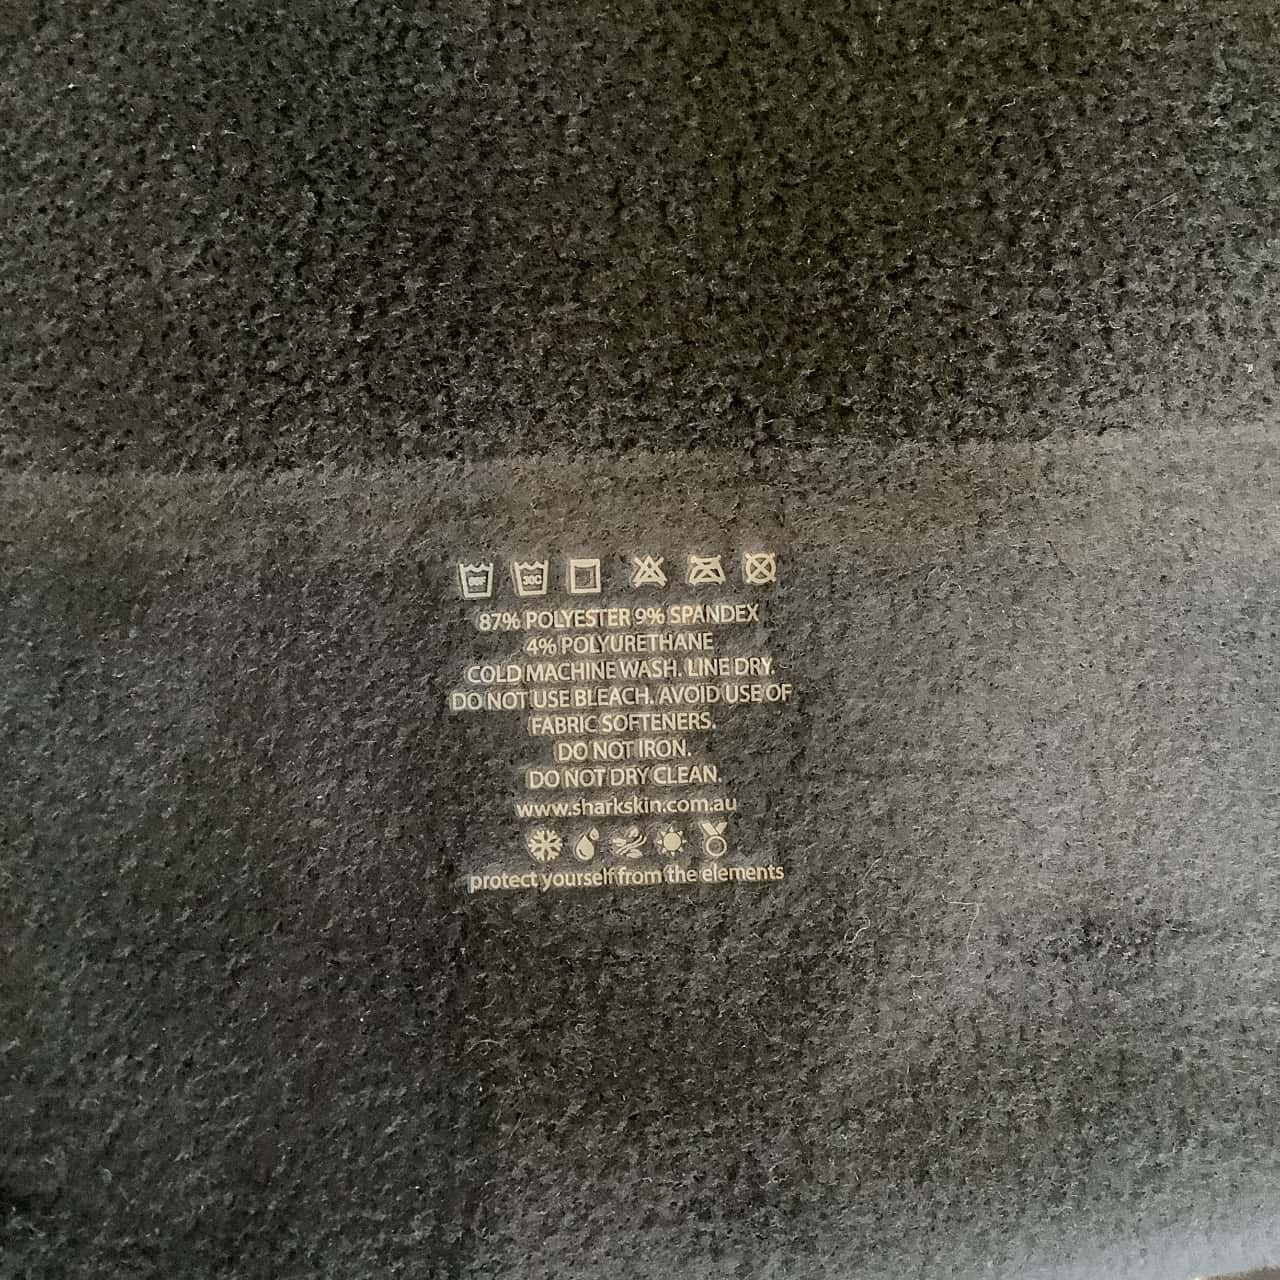 30C
87% POLYESTER 9% SPANDEX
4% POLYURETHANE
COLD MACHINE WASH. LINE DRY.
DO NOT USE BLEACH. AVOID USE OF
FABRIC SOFTENERS.
DO NOT IRON.
DO NOT DRY CLEAN.
www.sharkskin.com.au
protect yourself from the elements